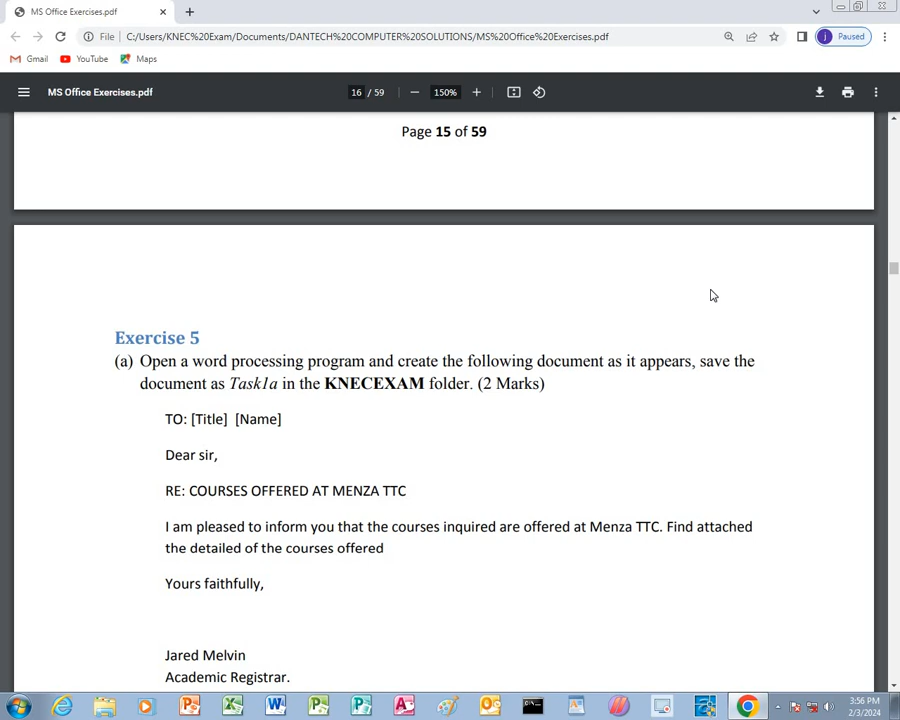 MS Office Exercises.pdf
File C:/Users/KNEC%20Exam/Documents/DANTECH%20COMPUTER%20SOLUTIONS/MS%20Office%20Exercises.pdf
j Paused
Gmail YouTube Maps
MS Office Exercises.pdf 16 / 59 150%
Page 15 of 59
Exercise 5
(a) Open a word processing program and create the following document as it appears, save the
document as Task1a in the KNECEXAM folder. (2 Marks)
TO: [Title] [Name]
Dear sir,
RE: COURSES OFFERED AT MENZA TTC
I am pleased to inform you that the courses inquired are offered at Menza TTC. Find attached
the detailed of the courses offered
Yours faithfully,
Jared Melvin
Academic Registrar.
3:56 PM
2/3/2024